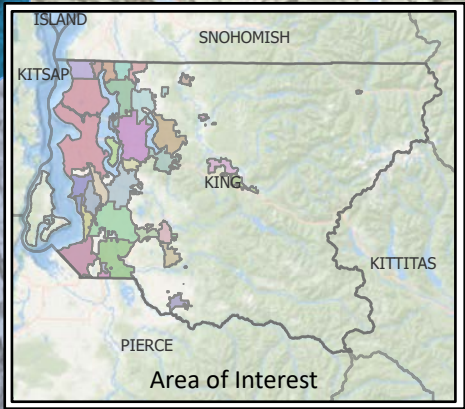 ISLAND
SNOHOMISH
KITSAP
KING
KITTITAS
PIERCE
Area of Interest